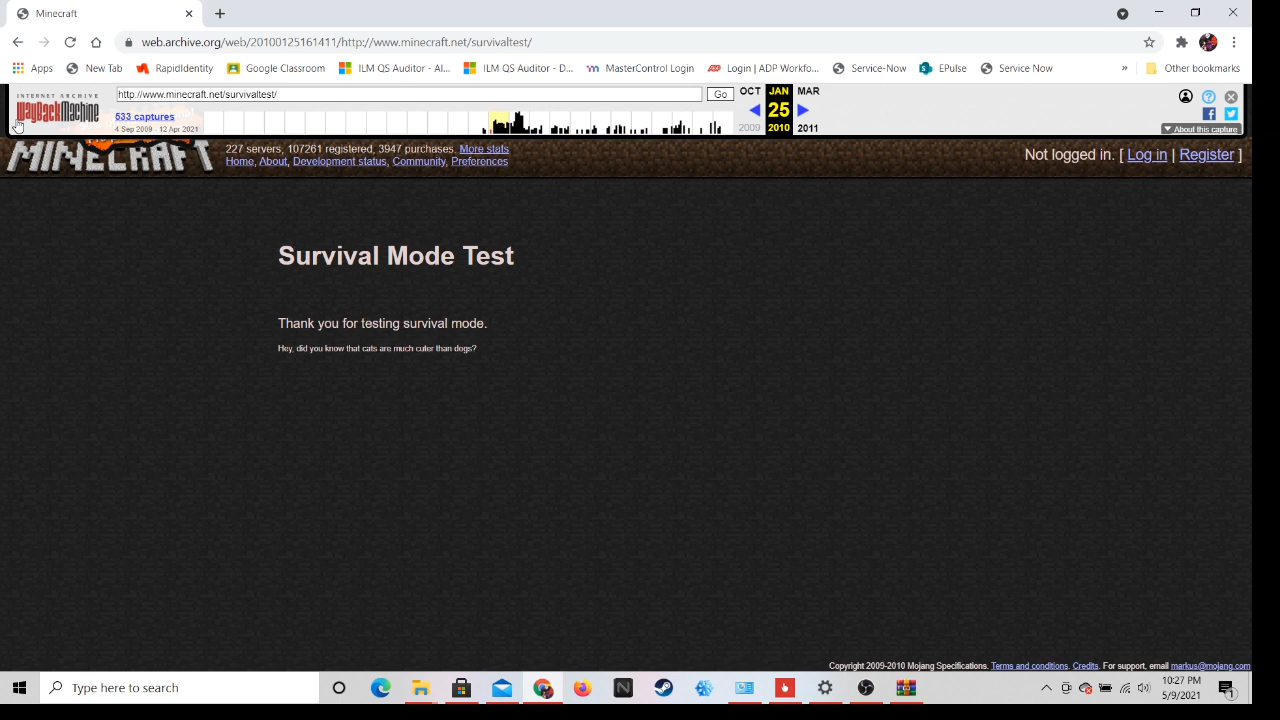 Minecraft
web.archive.org/web/20100125161411/http://www.minecraft.net/survivaltest/
Apps New Tab RapidIdentity Google Classroom ILM QS Auditor - Al... ILM QS Auditor - D... MasterControl Login Login | ADP Workfo... Service-Now EPulse Service Now » Other bookmarks
INTERNET ARCHIVE
WayBackMachine
http://www.minecraft.net/survivaltest/ Go OCT JAN MAR
533 captures 25
4 Sep 2009 - 12 Apr 2021 2009 2010 2011
About this capture
MINECRAFT
227 servers, 107261 registered, 3947 purchases. More stats
Home, About, Development status, Community, Preferences
Not logged in. [ Log in | Register ]
Survival Mode Test
Thank you for testing survival mode.
Hey, did you know that cats are much cuter than dogs?
Copyright 2009-2010 Mojang Specifications. Terms and conditions. Credits. For support, email markus@mojang.com
Type here to search
10:27 PM
5/9/2021
1